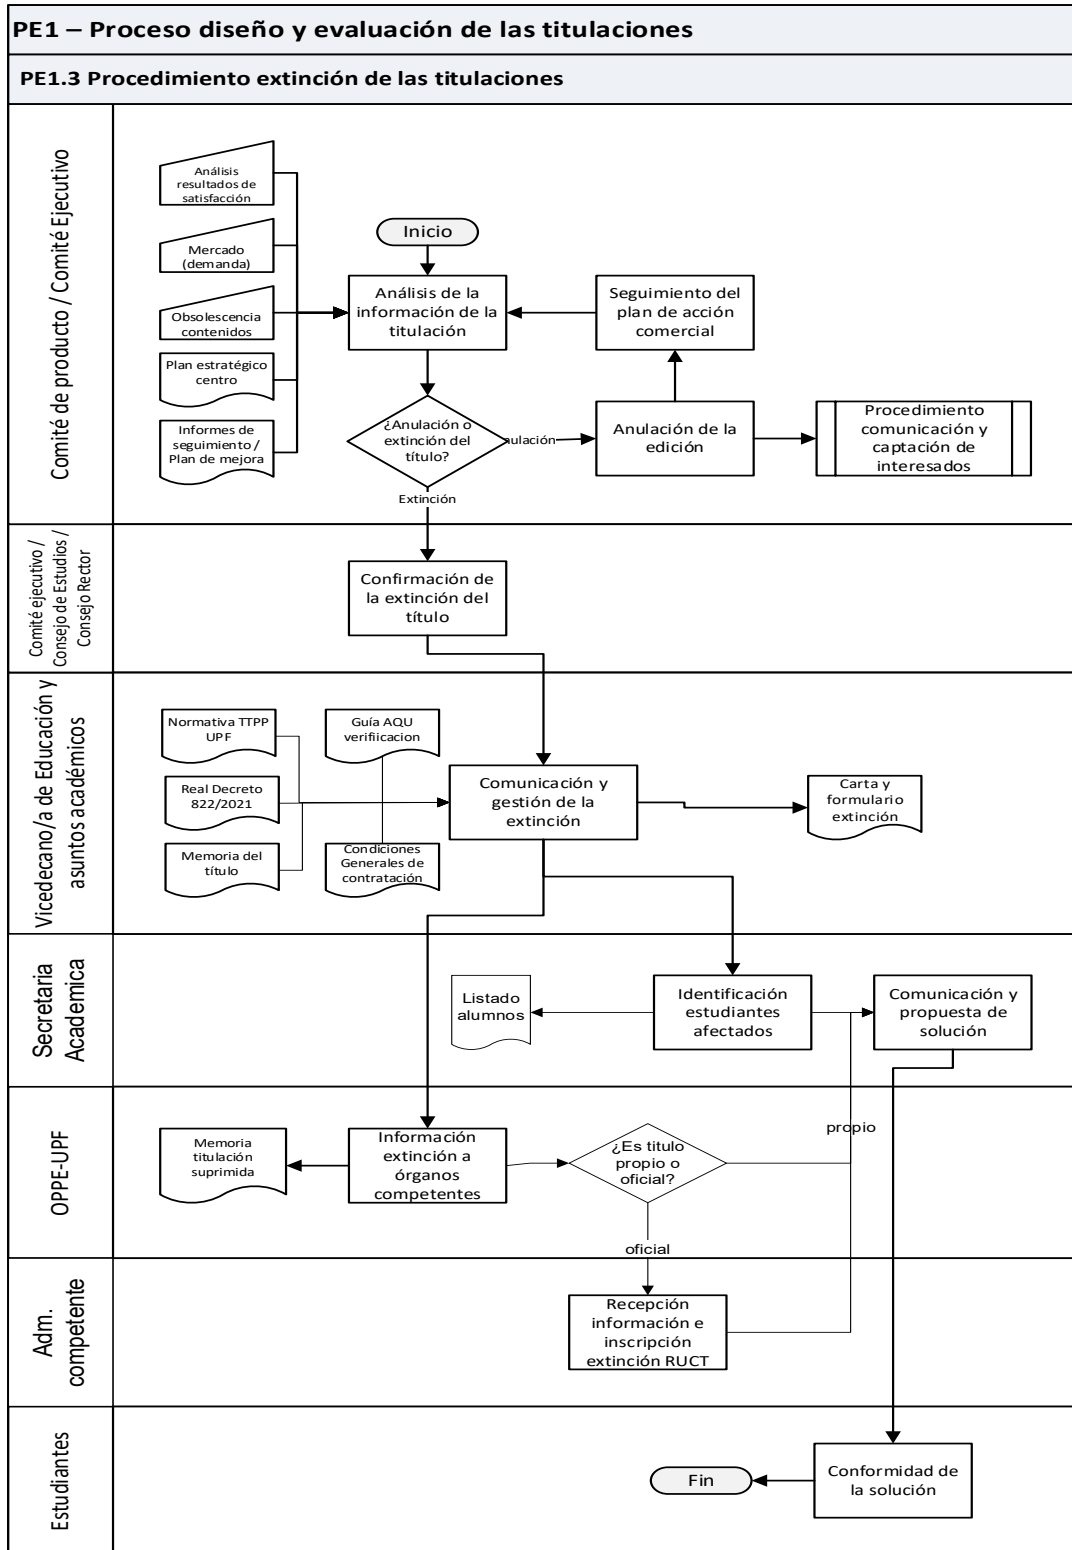 PE1 – Proceso diseño y evaluación de las titulaciones
PE1.3 Procedimiento extinción de las titulaciones
Comité de producto / Comité Ejecutivo
Análisis
resultados de
satisfacción
Mercado
(demanda)
Obsolescencia
contenidos
Plan estratégico
centro
Informes de
seguimiento /
Plan de mejora
Inicio
Análisis de la
información de la
titulación
Seguimiento del
plan de acción
comercial
¿Anulación o
extinción del
título?
ulación
Anulación de la
edición
Procedimiento
comunicación y
captación de
interesados
Extinción
Comité ejecutivo /
Consejo de Estudios /
Consejo Rector
Confirmación de
la extinción del
título
Vicedecano/a de Educación y
asuntos académicos
Normativa TTPP
UPF
Guía AQU
verifiicacion
Real Decreto
822/2021
Memoria del
título
Condiciones
Generales de
contratación
Comunicación y
gestión de la
extinción
Carta y
formulario
extinción
Secretaria
Academica
Listado
alumnos
Identificación
estudiantes
afectados
Comunicación y
propuesta de
solución
OPPE-UPF
Memoria
titulación
suprimida
Información
extinción a
órganos
competentes
¿Es titulo
propio o
oficial?
propio
oficial
Adm.
competente
Recepción
información e
inscripción
extinción RUCT
Estudiantes
Fin
Conformidad de
la solución